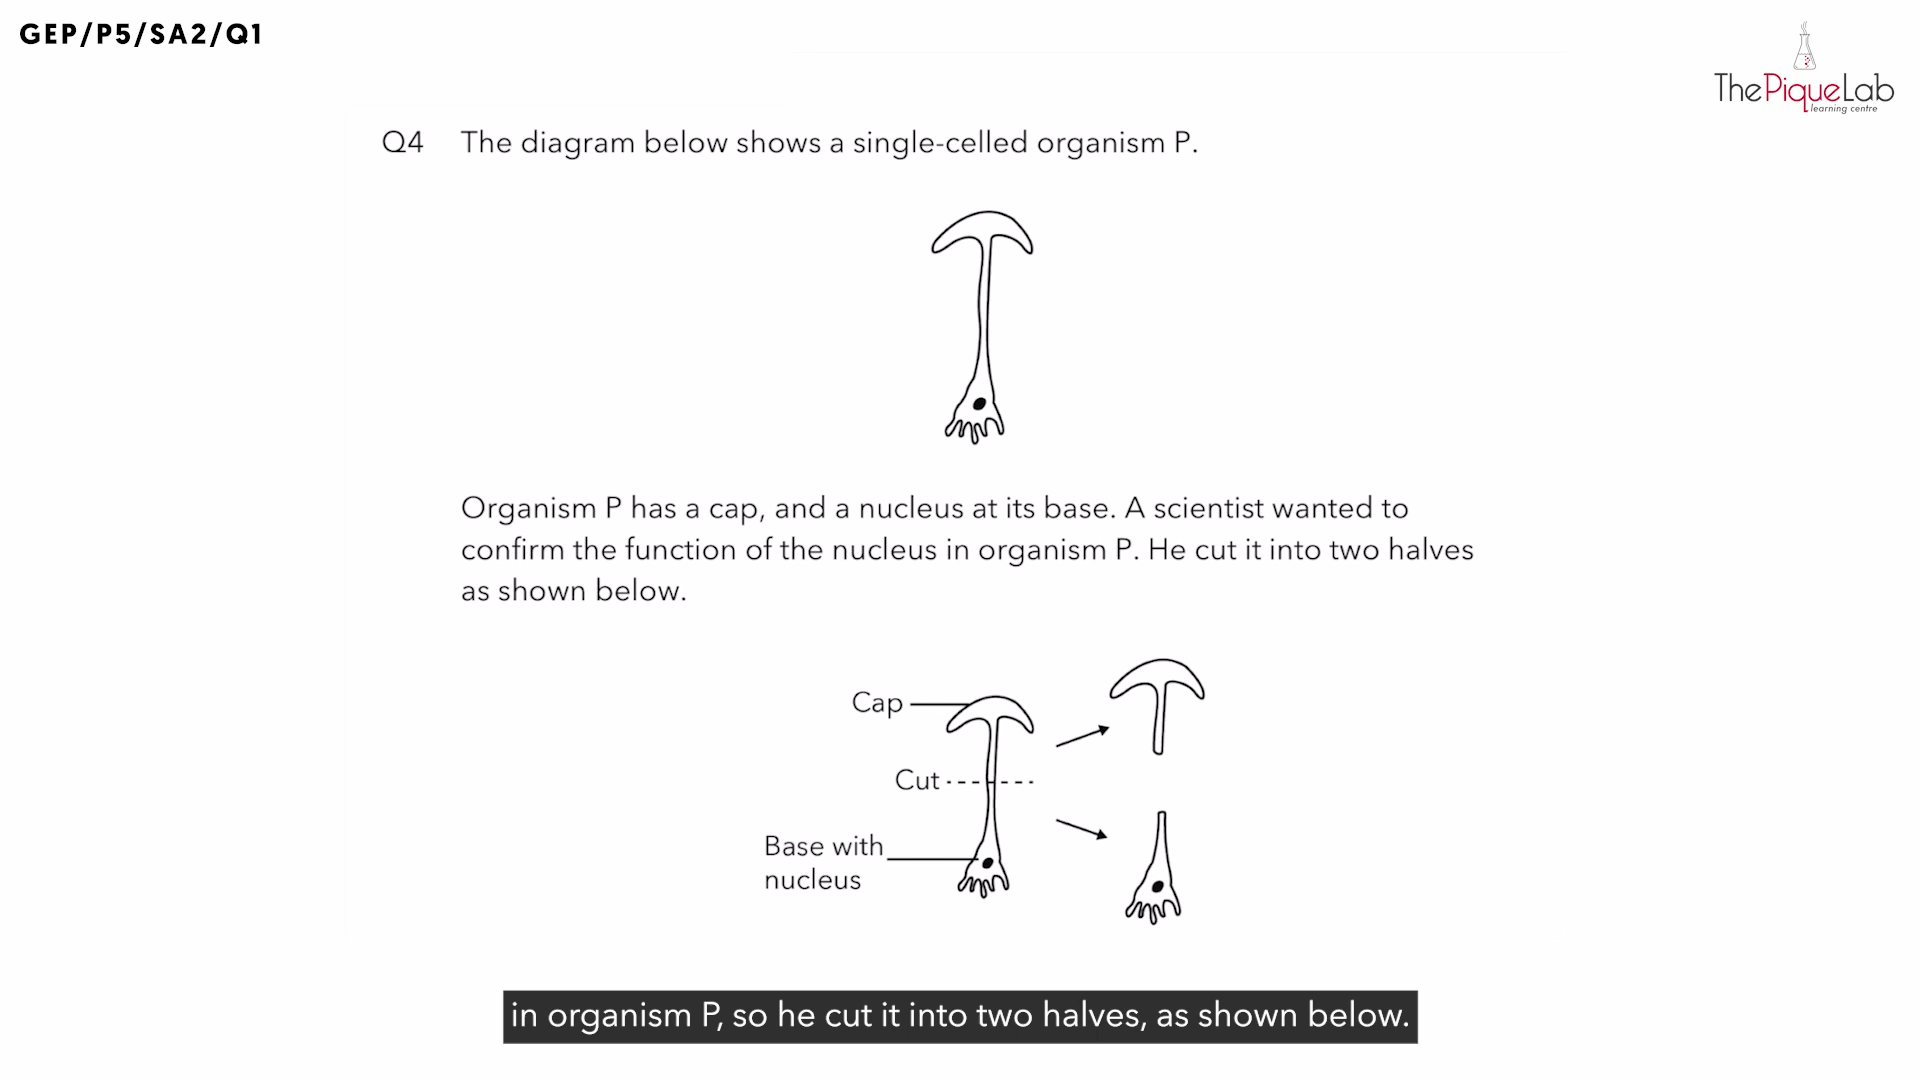 GEP/P5/SA2/Q1
ThePiqueLab
learning centre
Q4 The diagram below shows a single-celled organism P.
Organism P has a cap, and a nucleus at its base. A scientist wanted to
confirm the function of the nucleus in organism P. He cut it into two halves
as shown below.
Cap
Cut
Base with
nucleus
in organism P, so he cut it into two halves, as shown below.